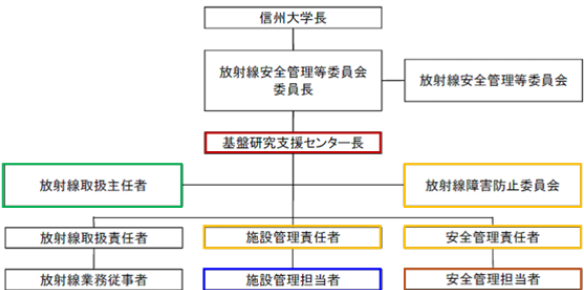 信州大学長
放射線安全管理等委員会
委員長
放射線安全管理等委員会
基盤研究支援センター長
放射線取扱主任者
放射線障害防止委員会
放射線取扱責任者
施設管理責任者
安全管理責任者
放射線業務従事者
施設管理担当者
安全管理担当者